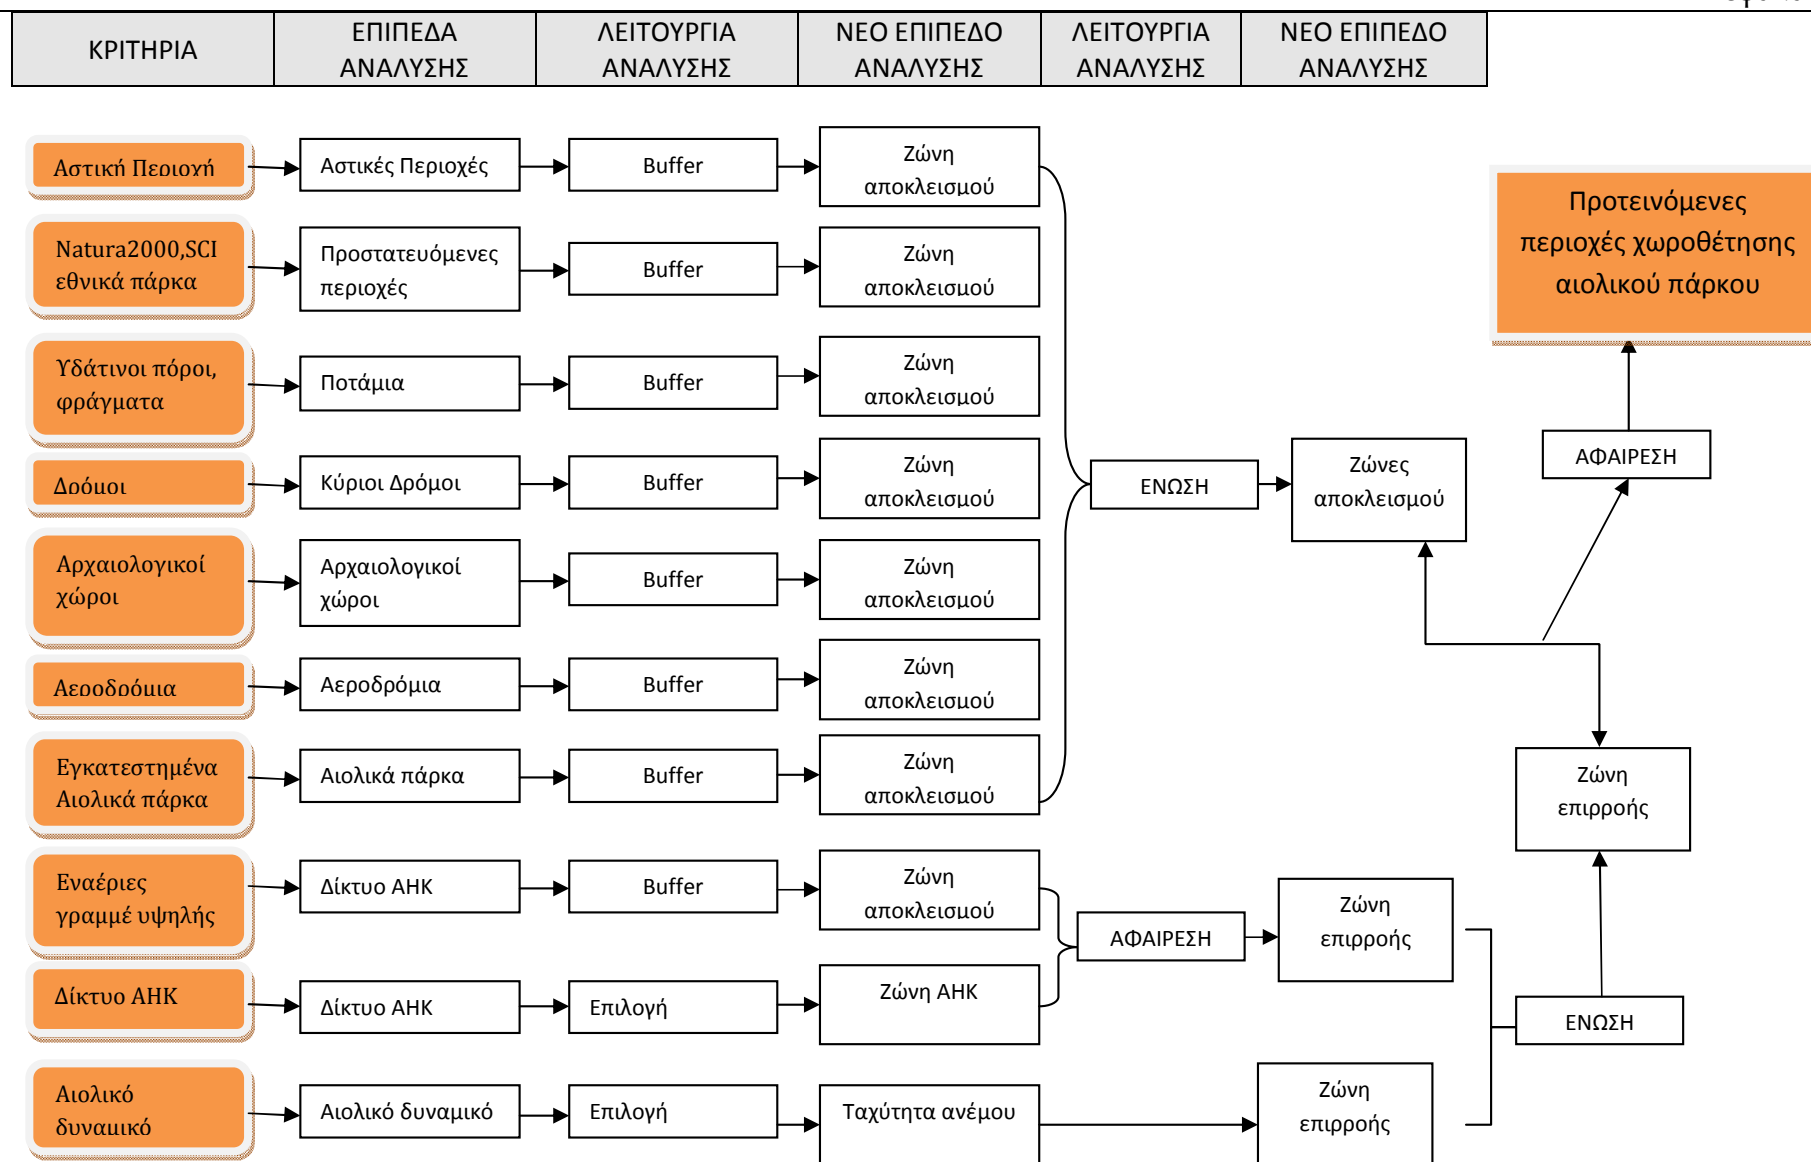 ΚΡΙΤΗΡΙΑ
ΕΠΙΠΕΔΑ
ΑΝΑΛΥΣΗΣ
ΛΕΙΤΟΥΡΓΙΑ
ΑΝΑΛΥΣΗΣ
ΝΕΟ ΕΠΙΠΕΔΟ
ΑΝΑΛΥΣΗΣ
ΛΕΙΤΟΥΡΓΙΑ
ΑΝΑΛΥΣΗΣ
ΝΕΟ ΕΠΙΠΕΔΟ
ΑΝΑΛΥΣΗΣ
Αστική Περιοχή
Αστικές Περιοχές
Buffer
Ζώνη
αποκλεισμού
Natura2000,SCI
εθνικά πάρκα
Προστατευόμενες
περιοχές
Buffer
Ζώνη
αποκλεισμού
Υδάτινοι πόροι,
φράγματα
Ποτάμια
Buffer
Ζώνη
αποκλεισμού
Δρόμοι
Κύριοι Δρόμοι
Buffer
Ζώνη
αποκλεισμού
Αρχαιολογικοί
χώροι
Αρχαιολογικοί
χώροι
Buffer
Ζώνη
αποκλεισμού
Αεροδρόμια
Αεροδρόμια
Buffer
Ζώνη
αποκλεισμού
Εγκατεστημένα
Αιολικά πάρκα
Αιολικά πάρκα
Buffer
Ζώνη
αποκλεισμού
Εναέριες
γραμμέ υψηλής
Δίκτυο ΑΗΚ
Buffer
Ζώνη
αποκλεισμού
Δίκτυο ΑΗΚ
Δίκτυο ΑΗΚ
Επιλογή
Ζώνη ΑΗΚ
Αιολικό
δυναμικό
Αιολικό δυναμικό
Επιλογή
Ταχύτητα ανέμου
ΕΝΩΣΗ
Ζώνες
αποκλεισμού
ΑΦΑΙΡΕΣΗ
Ζώνη
επιρροής
Ζώνη
επιρροής
ΕΝΩΣΗ
Ζώνη
επιρροής
ΑΦΑΙΡΕΣΗ
Προτεινόμενες
περιοχές χωροθέτησης
αιολικού πάρκου